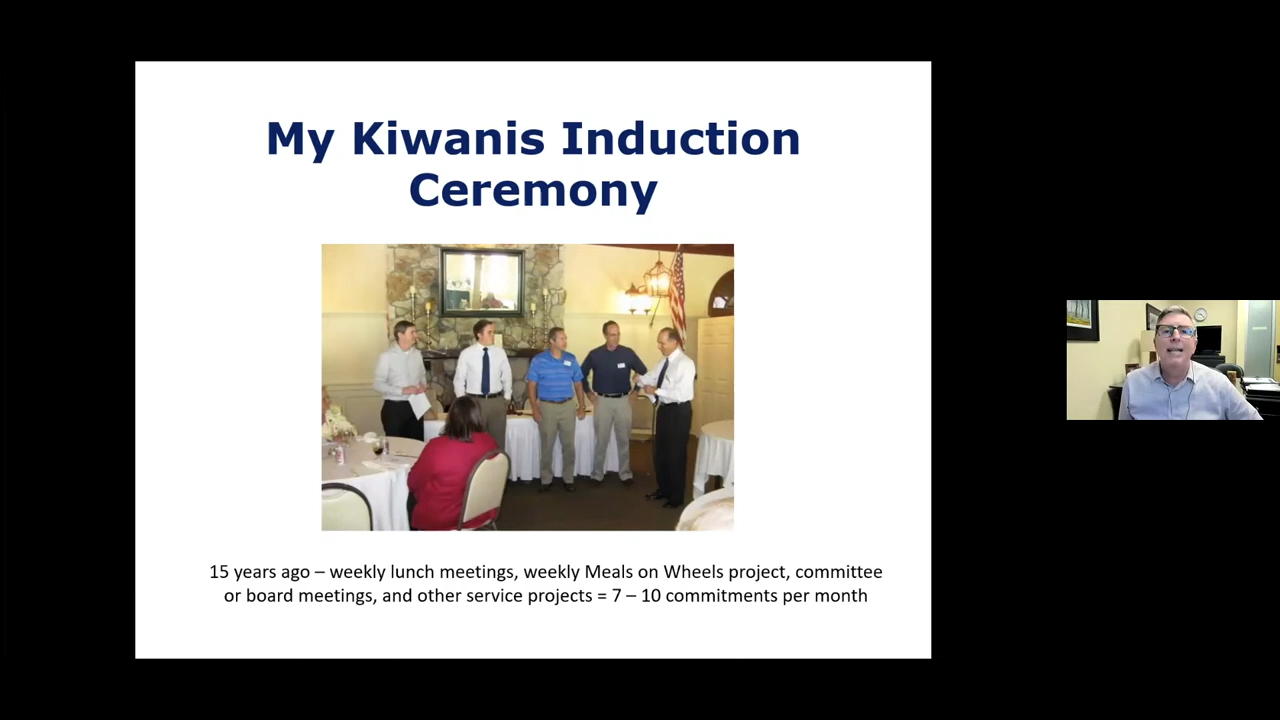 My Kiwanis Induction
Ceremony
15 years ago – weekly lunch meetings, weekly Meals on Wheels project, committee
or board meetings, and other service projects = 7 – 10 commitments per month